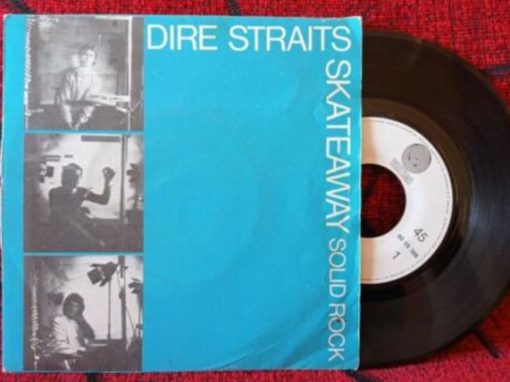 DIRE STRAITS
SKATEAWAY SOLID ROCK
45
1